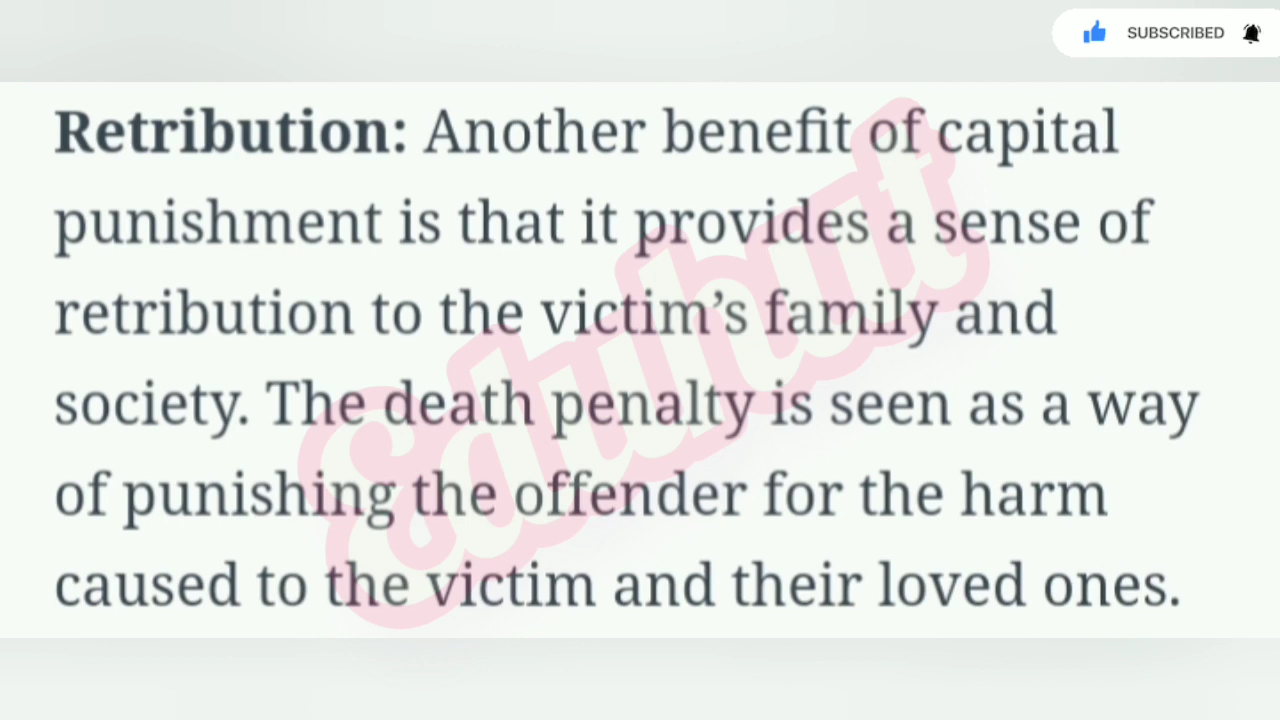 SUBSCRIBED
Retribution: Another benefit of capital
punishment is that it provides a sense of
retribution to the victim’s family and
society. The death penalty is seen as a way
of punishing the offender for the harm
caused to the victim and their loved ones.
Eduhut